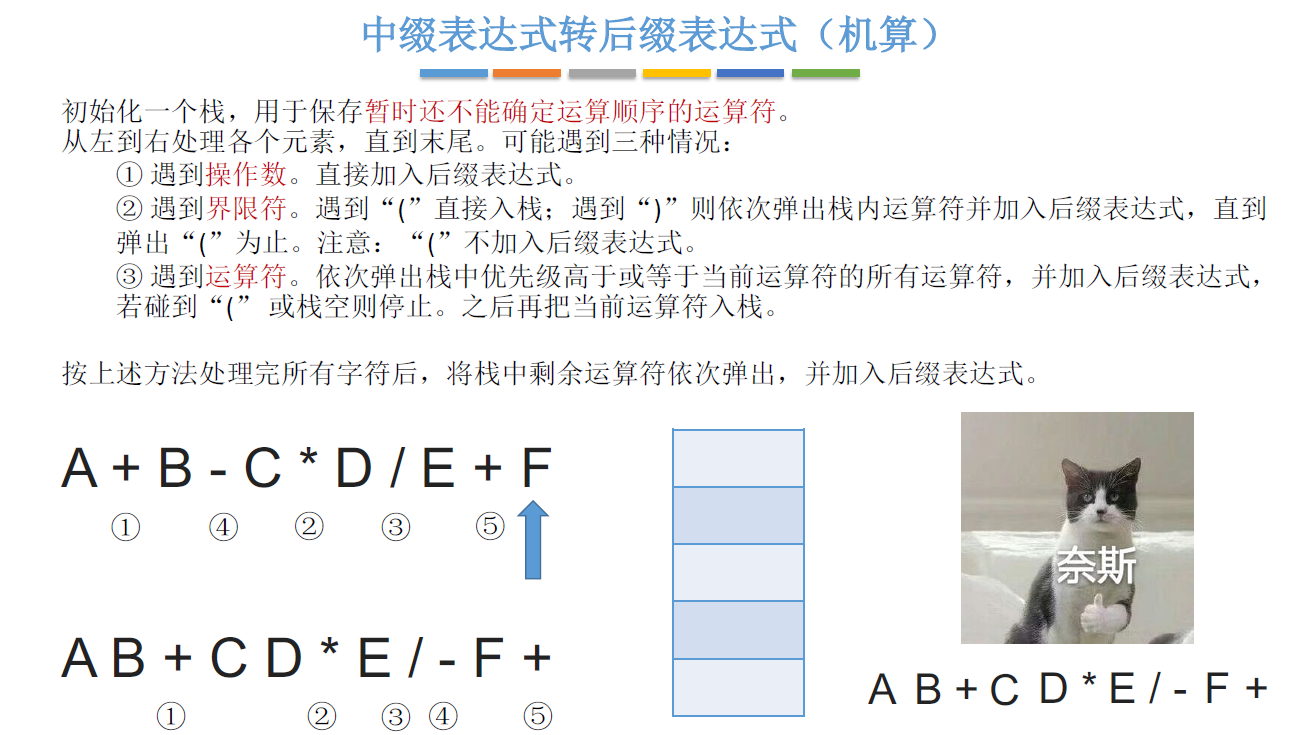 中缀表达式转后缀表达式（机算）
初始化一个栈，用于保存暂时还不能确定运算顺序的运算符。
从左到右处理各个元素，直到末尾。可能遇到三种情况：
① 遇到操作数。直接加入后缀表达式。
② 遇到界限符。遇到“(”直接入栈；遇到“)”则依次弹出栈内运算符并加入后缀表达式，直到
弹出“(”为止。注意：“(”不加入后缀表达式。
③ 遇到运算符。依次弹出栈中优先级高于或等于当前运算符的所有运算符，并加入后缀表达式，
若碰到“(” 或栈空则停止。之后再把当前运算符入栈。
按上述方法处理完所有字符后，将栈中剩余运算符依次弹出，并加入后缀表达式。
A + B - C * D / E + F
① ④ ② ③ ⑤
奈斯
A B + C D * E / - F +
① ② ③ ④ ⑤
A B + C D * E / - F +